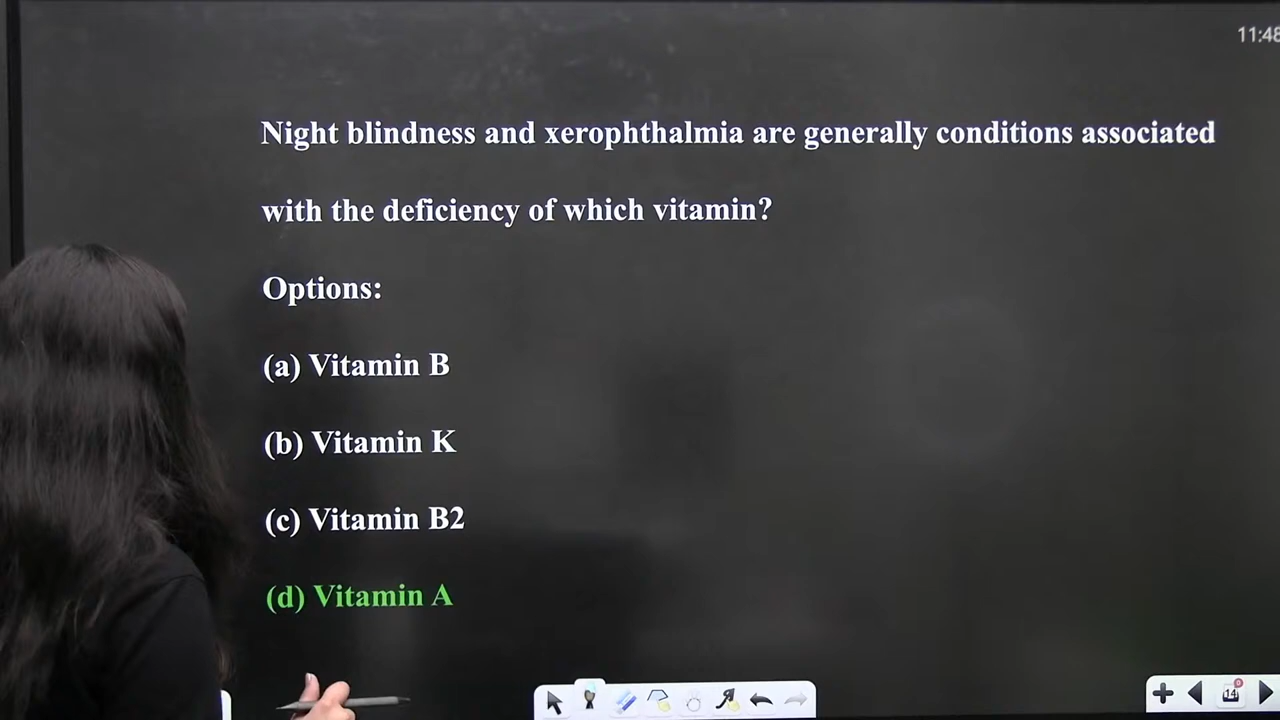 11:48
Night blindness and xerophthalmia are generally conditions associated
with the deficiency of which vitamin?
Options:
(a) Vitamin B
(b) Vitamin K
(c) Vitamin B2
(d) Vitamin A
14